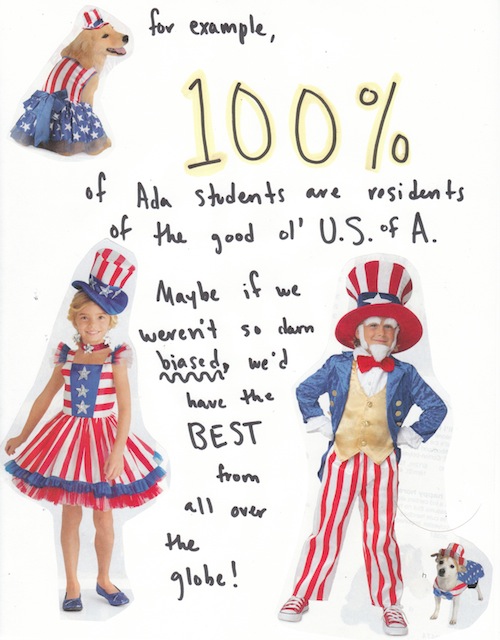 for example,
100%
of Ada students are residents
of the good ol' U.S. of A.
Maybe if we
weren't so darn
biased, we'd
have the
BEST
from
all over
the
globe!